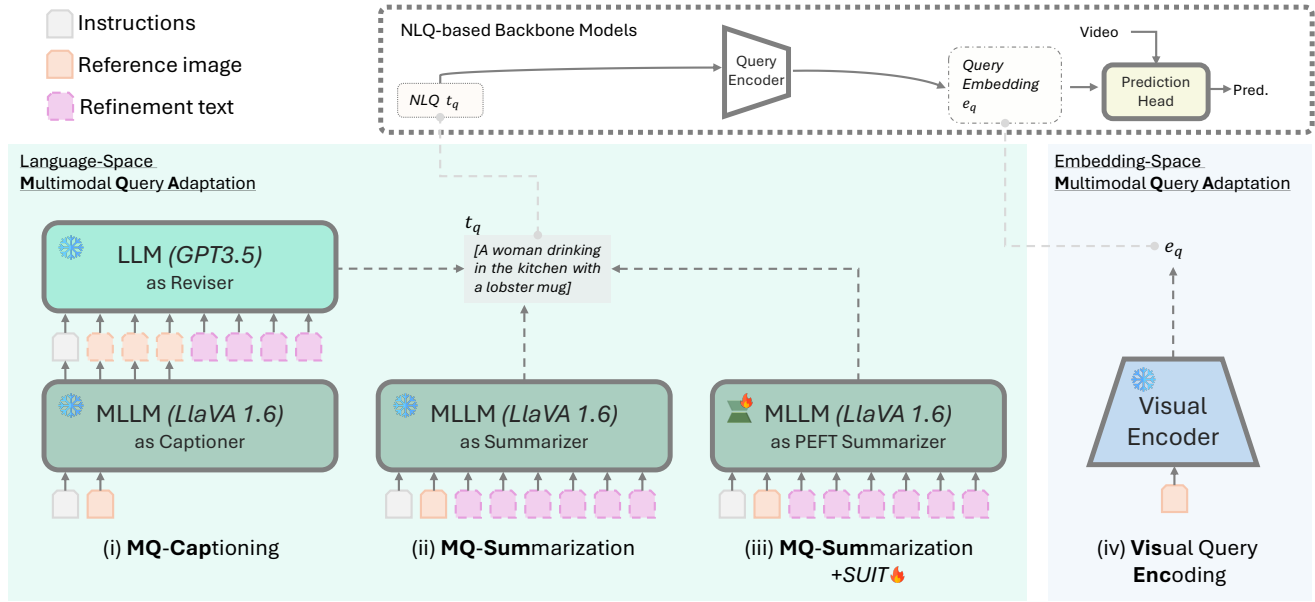 Instructions
Reference image
Refinement text
NLQ-based Backbone Models
NLQ t_q
Query
Encoder
Query
Embedding
e_q
Video
Prediction
Head
Pred.
Language-Space
Multimodal Query Adaptation
Embedding-Space
Multimodal Query Adaptation
t_q
[A woman drinking
in the kitchen with
a lobster mug]
e_q
LLM (GPT3.5)
as Reviser
MLLM (LlaVA 1.6)
as Captioner
MLLM (LlaVA 1.6)
as Summarizer
MLLM (LlaVA 1.6)
as PEFT Summarizer
Visual
Encoder
(i) MQ-Captioning
(ii) MQ-Summarization
(iii) MQ-Summarization
+SUIT
(iv) Visual Query
Encoding